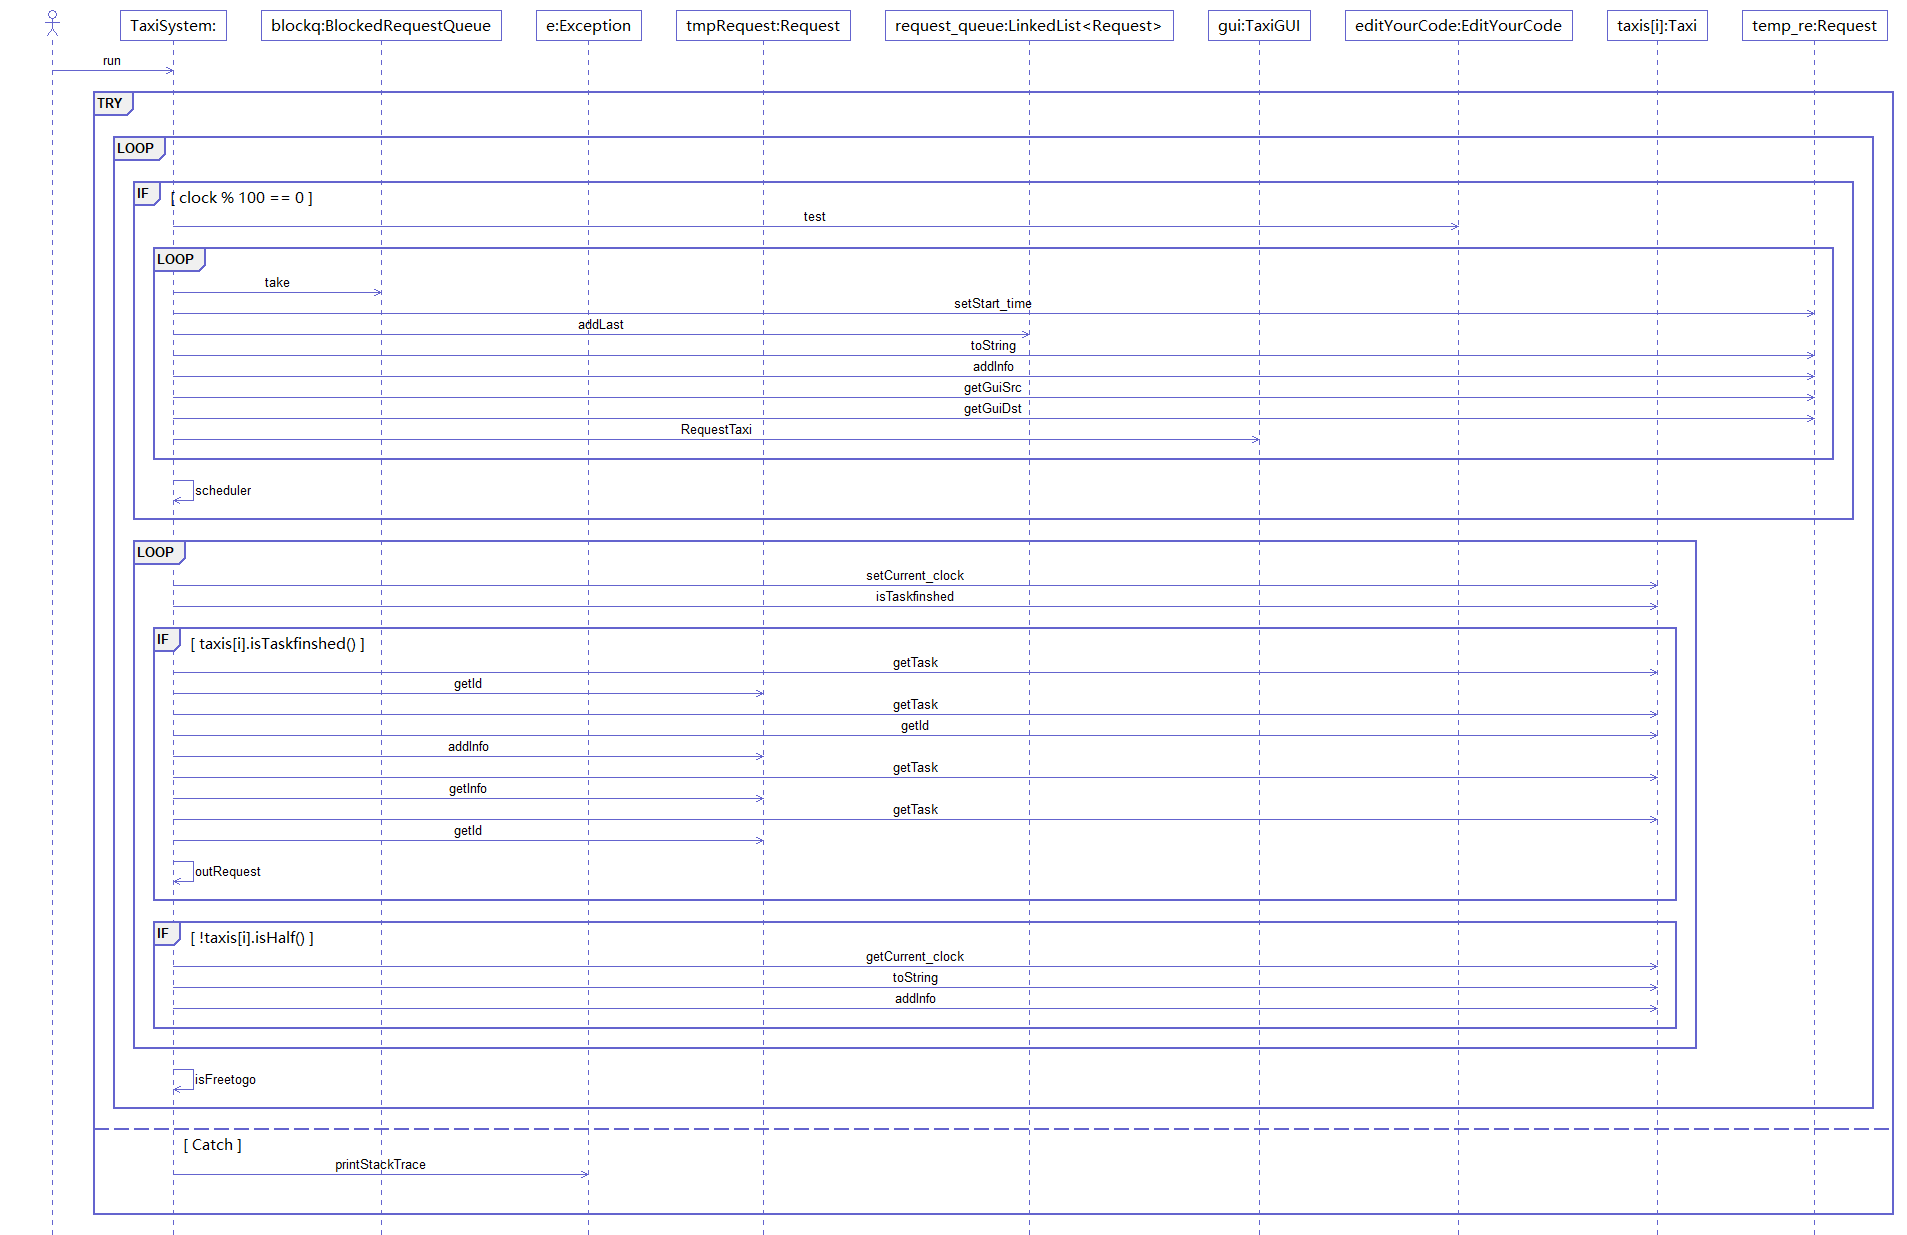 TaxiSystem: blockq:BlockedRequestQueue e:Exception tmpRequest:Request request_queue:LinkedList<Request> gui:TaxiGUI editYourCode:EditYourCode taxis[i]:Taxi temp_re:Request
run
TRY
LOOP
IF [ clock % 100 == 0 ]
test
LOOP
take
setStart_time
addLast
toString
addInfo
getGuiSrc
getGuiDst
RequestTaxi
scheduler
LOOP
setCurrent_clock
isTaskfinshed
IF [ taxis[i].isTaskfinshed() ]
getTask
getId
getTask
getId
addInfo
getTask
getInfo
getTask
getId
outRequest
IF [ !taxis[i].isHalf() ]
getCurrent_clock
toString
addInfo
isFreetogo
[ Catch ]
printStackTrace